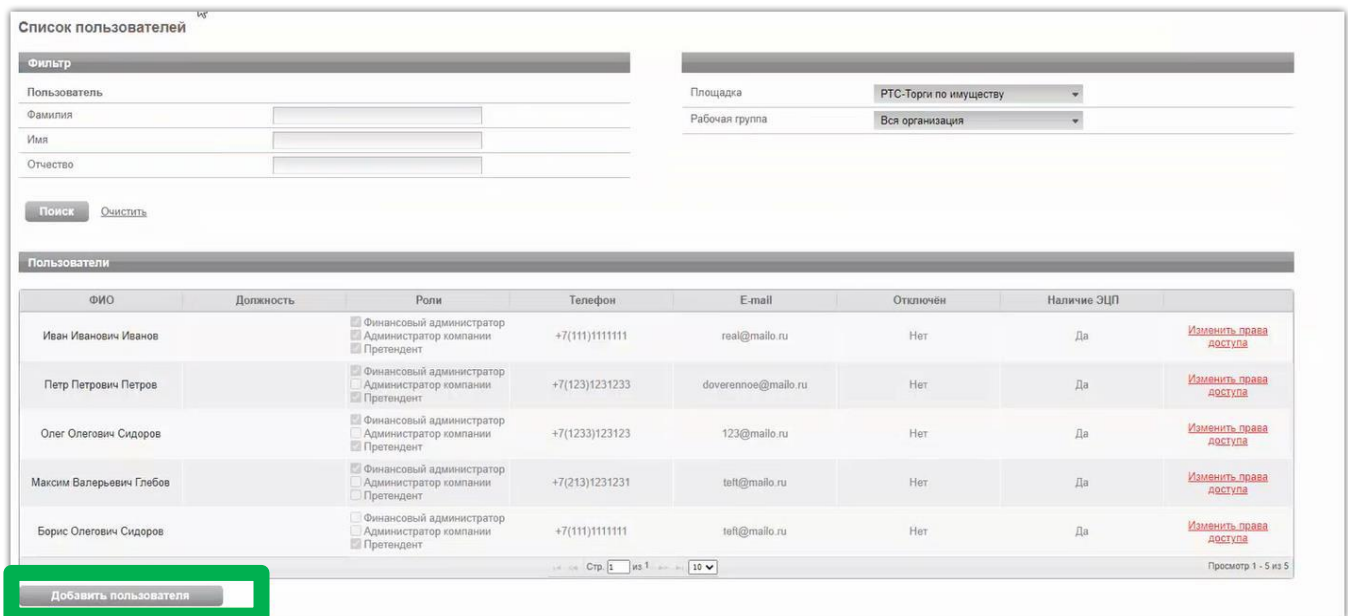 Список пользователей
Фильтр
Пользователь
Фамилия
Имя
Отчество
Площадка РТС-Торги по имуществу
Рабочая группа Вся организация
Поиск Очистить
Пользователи
ФИО Должность Роли Телефон E-mail Отключён Наличие ЭЦП
Финансовый администратор
Иван Иванович Иванов Администратор компании +7(111)1111111 real@mailo.ru Нет Да Изменить права доступа
Претендент
Финансовый администратор
Петр Петрович Петров Администратор компании +7(123)1231233 doverennoe@mailo.ru Нет Да Изменить права доступа
Претендент
Финансовый администратор
Олег Олегович Сидоров Администратор компании +7(1233)123123 123@mailo.ru Нет Да Изменить права доступа
Претендент
Финансовый администратор
Максим Валерьевич Глебов Администратор компании +7(213)1231231 teft@mailo.ru Нет Да Изменить права доступа
Претендент
Финансовый администратор
Борис Олегович Сидоров Администратор компании +7(111)1111111 teft@mailo.ru Нет Да Изменить права доступа
Претендент
Стр. 1 из 1 10 Просмотр 1 - 5 из 5
Добавить пользователя